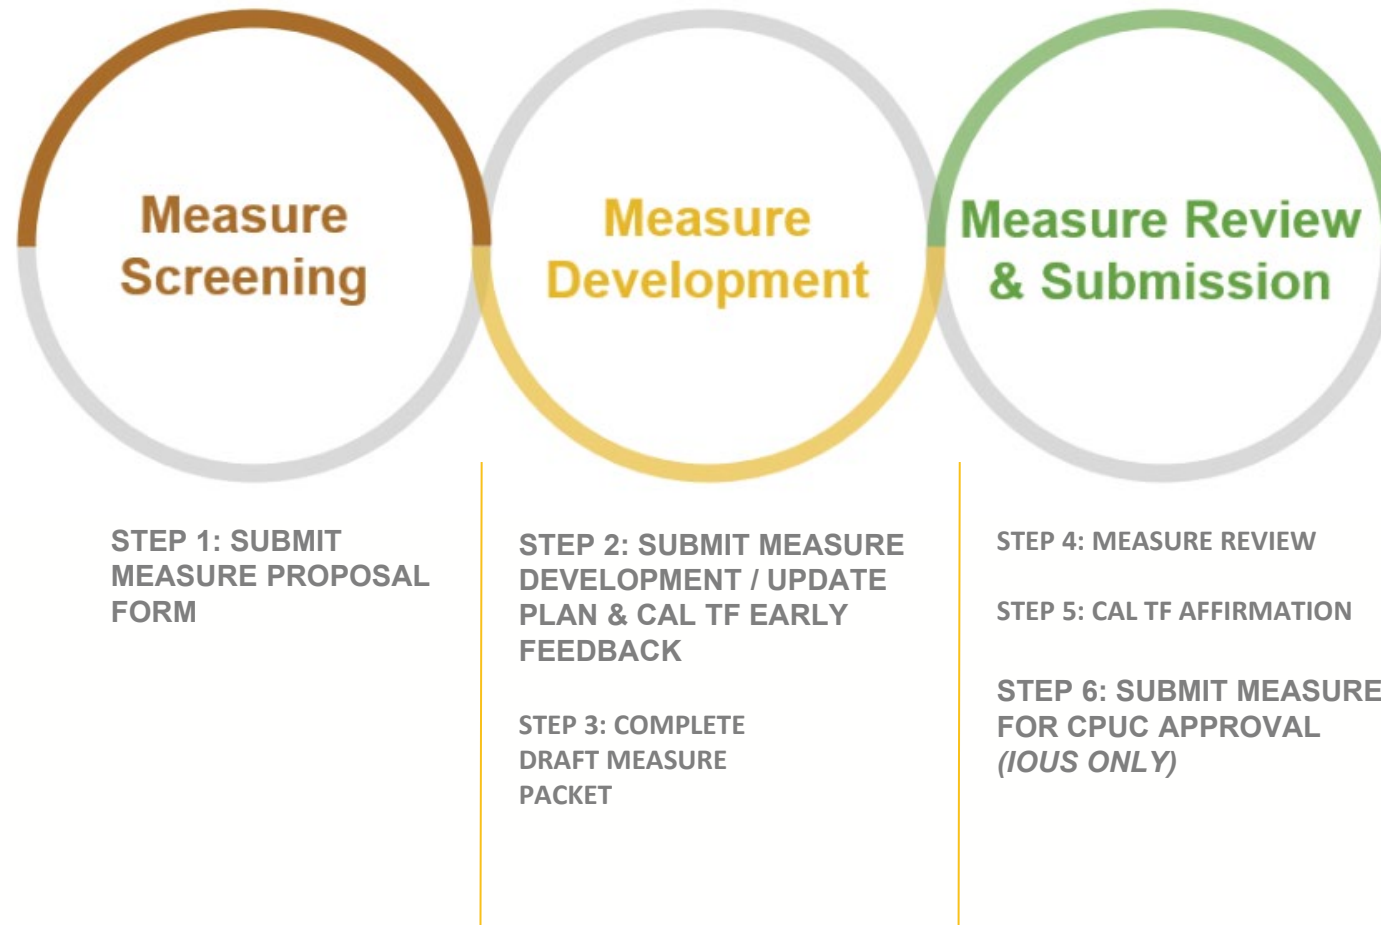 Measure
Screening
Measure
Development
Measure Review
& Submission
STEP 1: SUBMIT
MEASURE PROPOSAL
FORM
STEP 2: SUBMIT MEASURE
DEVELOPMENT / UPDATE
PLAN & CAL TF EARLY
FEEDBACK
STEP 3: COMPLETE
DRAFT MEASURE
PACKET
STEP 4: MEASURE REVIEW
STEP 5: CAL TF AFFIRMATION
STEP 6: SUBMIT MEASURE
FOR CPUC APPROVAL
(IOUS ONLY)